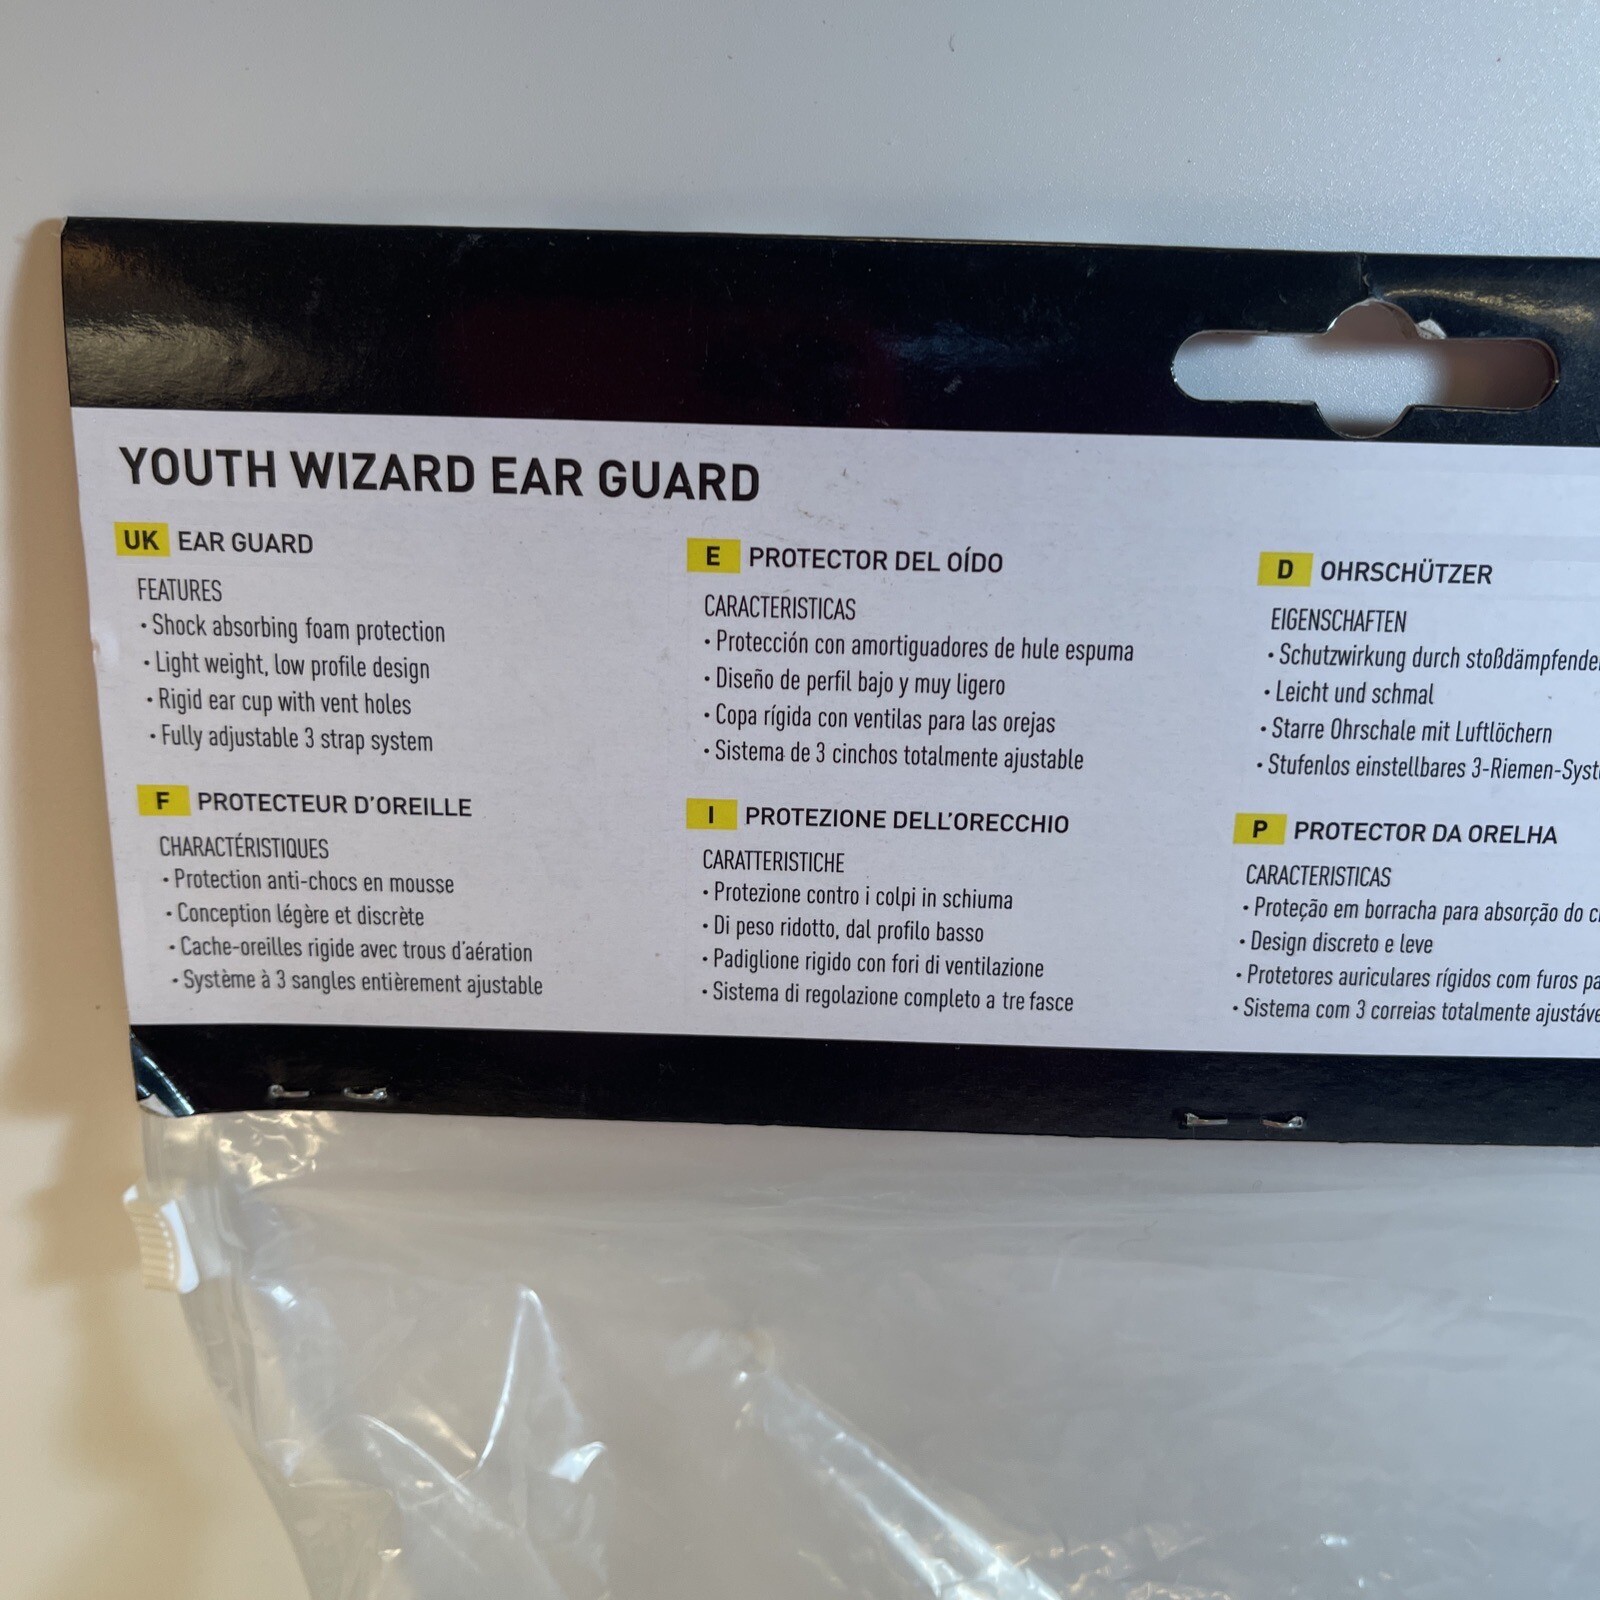 YOUTH WIZARD EAR GUARD
UK EAR GUARD
FEATURES
• Shock absorbing foam protection
• Light weight, low profile design
• Rigid ear cup with vent holes
• Fully adjustable 3 strap system
F PROTECTEUR D'OREILLE
CHARACTÉRISTIQUES
• Protection anti-chocs en mousse
• Conception légère et discrète
• Cache-oreilles rigide avec trous d'aération
• Système à 3 sangles entièrement ajustable
E PROTECTOR DEL OÍDO
CARACTERISTICAS
• Protección con amortiguadores de hule espuma
• Diseño de perfil bajo y muy ligero
• Copa rígida con ventilas para las orejas
• Sistema de 3 cinchos totalmente ajustable
I PROTEZIONE DELL'ORECCHIO
CARATTERISTICHE
• Protezione contro i colpi in schiuma
• Di peso ridotto, dal profilo basso
• Padiglione rigido con fori di ventilazione
• Sistema di regolazione completo a tre fasce
D OHRSCHÜTZER
EIGENSCHAFTEN
• Schutzwirkung durch
• Leicht und schmal
• Starre Ohrschale mit Luftlöchern
• Stufenlos einstellbares
P PROTECTOR DA ORELHA
CARACTERISTICAS
• Proteção em borracha para absorção do
• Design discreto e leve
• Protetores auriculares rígidos com furos
• Sistema com 3 correias totalmente